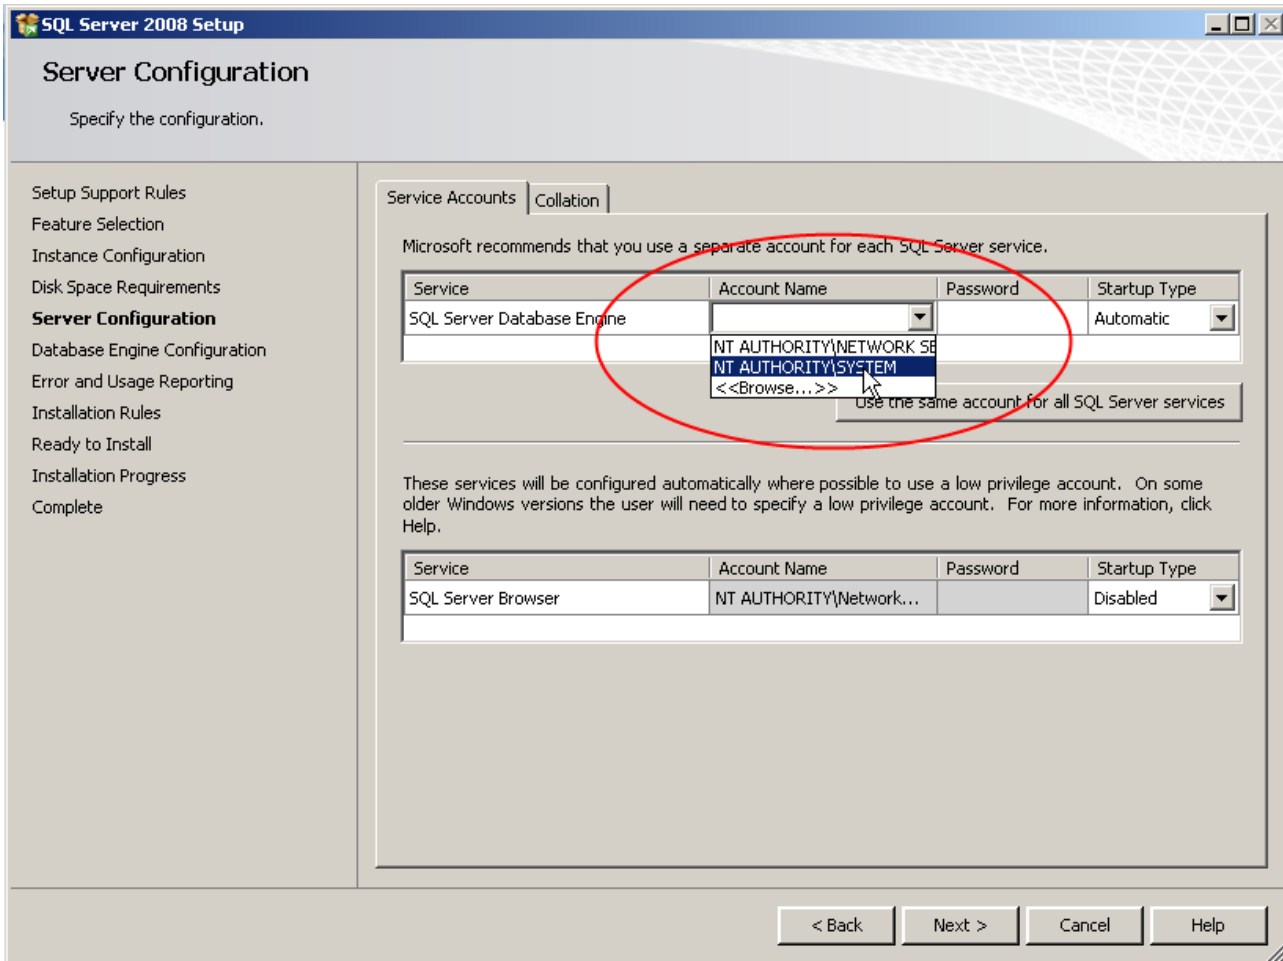 SQL Server 2008 Setup
Server Configuration
Specify the configuration.
Setup Support Rules
Feature Selection
Instance Configuration
Disk Space Requirements
Server Configuration
Database Engine Configuration
Error and Usage Reporting
Installation Rules
Ready to Install
Installation Progress
Complete
Service Accounts
Collation
Microsoft recommends that you use a separate account for each SQL Server service.
Service Account Name Password Startup Type
SQL Server Database Engine Automatic
NT AUTHORITY\NETWORK SE
NT AUTHORITY\SYSTEM
<<Browse...>>
Use the same account for all SQL Server services
These services will be configured automatically where possible to use a low privilege account. On some
older Windows versions the user will need to specify a low privilege account. For more information, click
Help.
Service Account Name Password Startup Type
SQL Server Browser NT AUTHORITY\Network... Disabled
< Back Next > Cancel Help